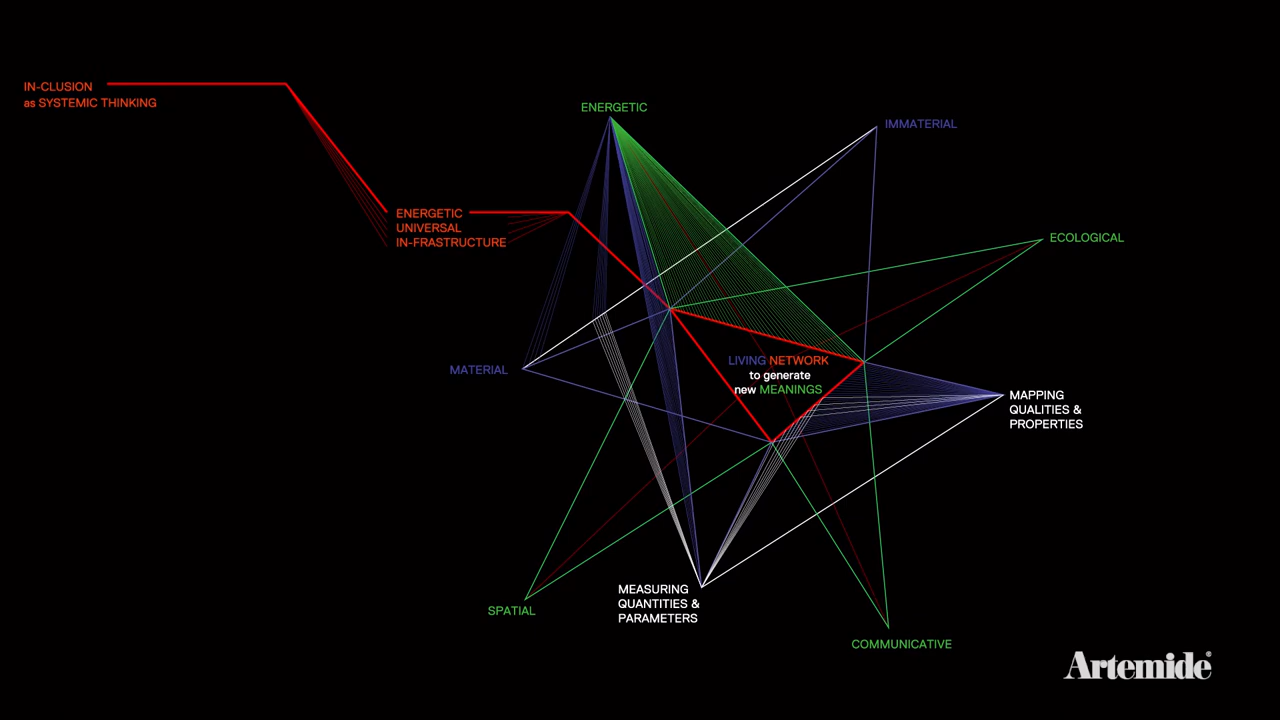 IN-CLUSION
as SYSTEMIC THINKING
ENERGETIC
UNIVERSAL
IN-FRASTRUCTURE
ENERGETIC
IMMATERIAL
ECOLOGICAL
MATERIAL
LIVING NETWORK
to generate
new MEANINGS
MAPPING
QUALITIES &
PROPERTIES
SPATIAL
MEASURING
QUANTITIES &
PARAMETERS
COMMUNICATIVE
Artemide®